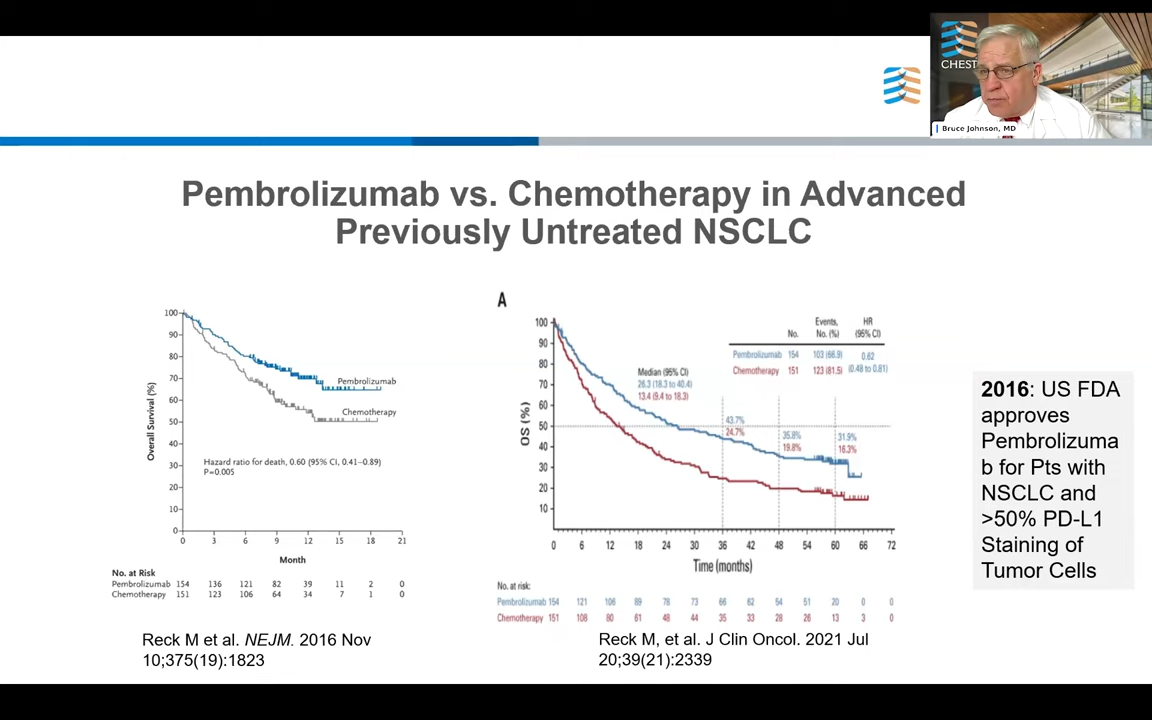 CHEST
Bruce Johnson, MD
Pembrolizumab vs. Chemotherapy in Advanced
Previously Untreated NSCLC
100
90
80
70
60
50
40
30
20
10
0
Overall Survival (%)
Pembrolizumab
Chemotherapy
Hazard ratio for death, 0.60 (95% CI, 0.41–0.89)
P=0.005
0 3 6 9 12 15 18 21
Month
No. at Risk
Pembrolizumab 154 136 121 82 39 11 2 0
Chemotherapy 151 123 106 64 34 7 1 0
Reck M et al. NEJM. 2016 Nov
10;375(19):1823
A
100
90
80
70
60
50
40
30
20
10
OS (%)
No. Events, No. (%) HR (95% CI)
Pembrolizumab 154 103 (66.9) 0.62
Chemotherapy 151 123 (81.5) (0.48 to 0.81)
Median (95% CI)
26.3 (18.3 to 40.4)
13.4 (9.4 to 18.3)
43.7%
24.7%
35.8%
19.8%
31.9%
16.3%
0 6 12 18 24 30 36 42 48 54 60 66 72
Time (months)
No. at risk:
Pembrolizumab 154 121 106 89 78 73 66 62 54 51 20 0 0
Chemotherapy 151 108 80 61 48 44 35 33 28 26 13 3 0
Reck M, et al. J Clin Oncol. 2021 Jul
20;39(21):2339
2016: US FDA
approves
Pembrolizuma
b for Pts with
NSCLC and
>50% PD-L1
Staining of
Tumor Cells